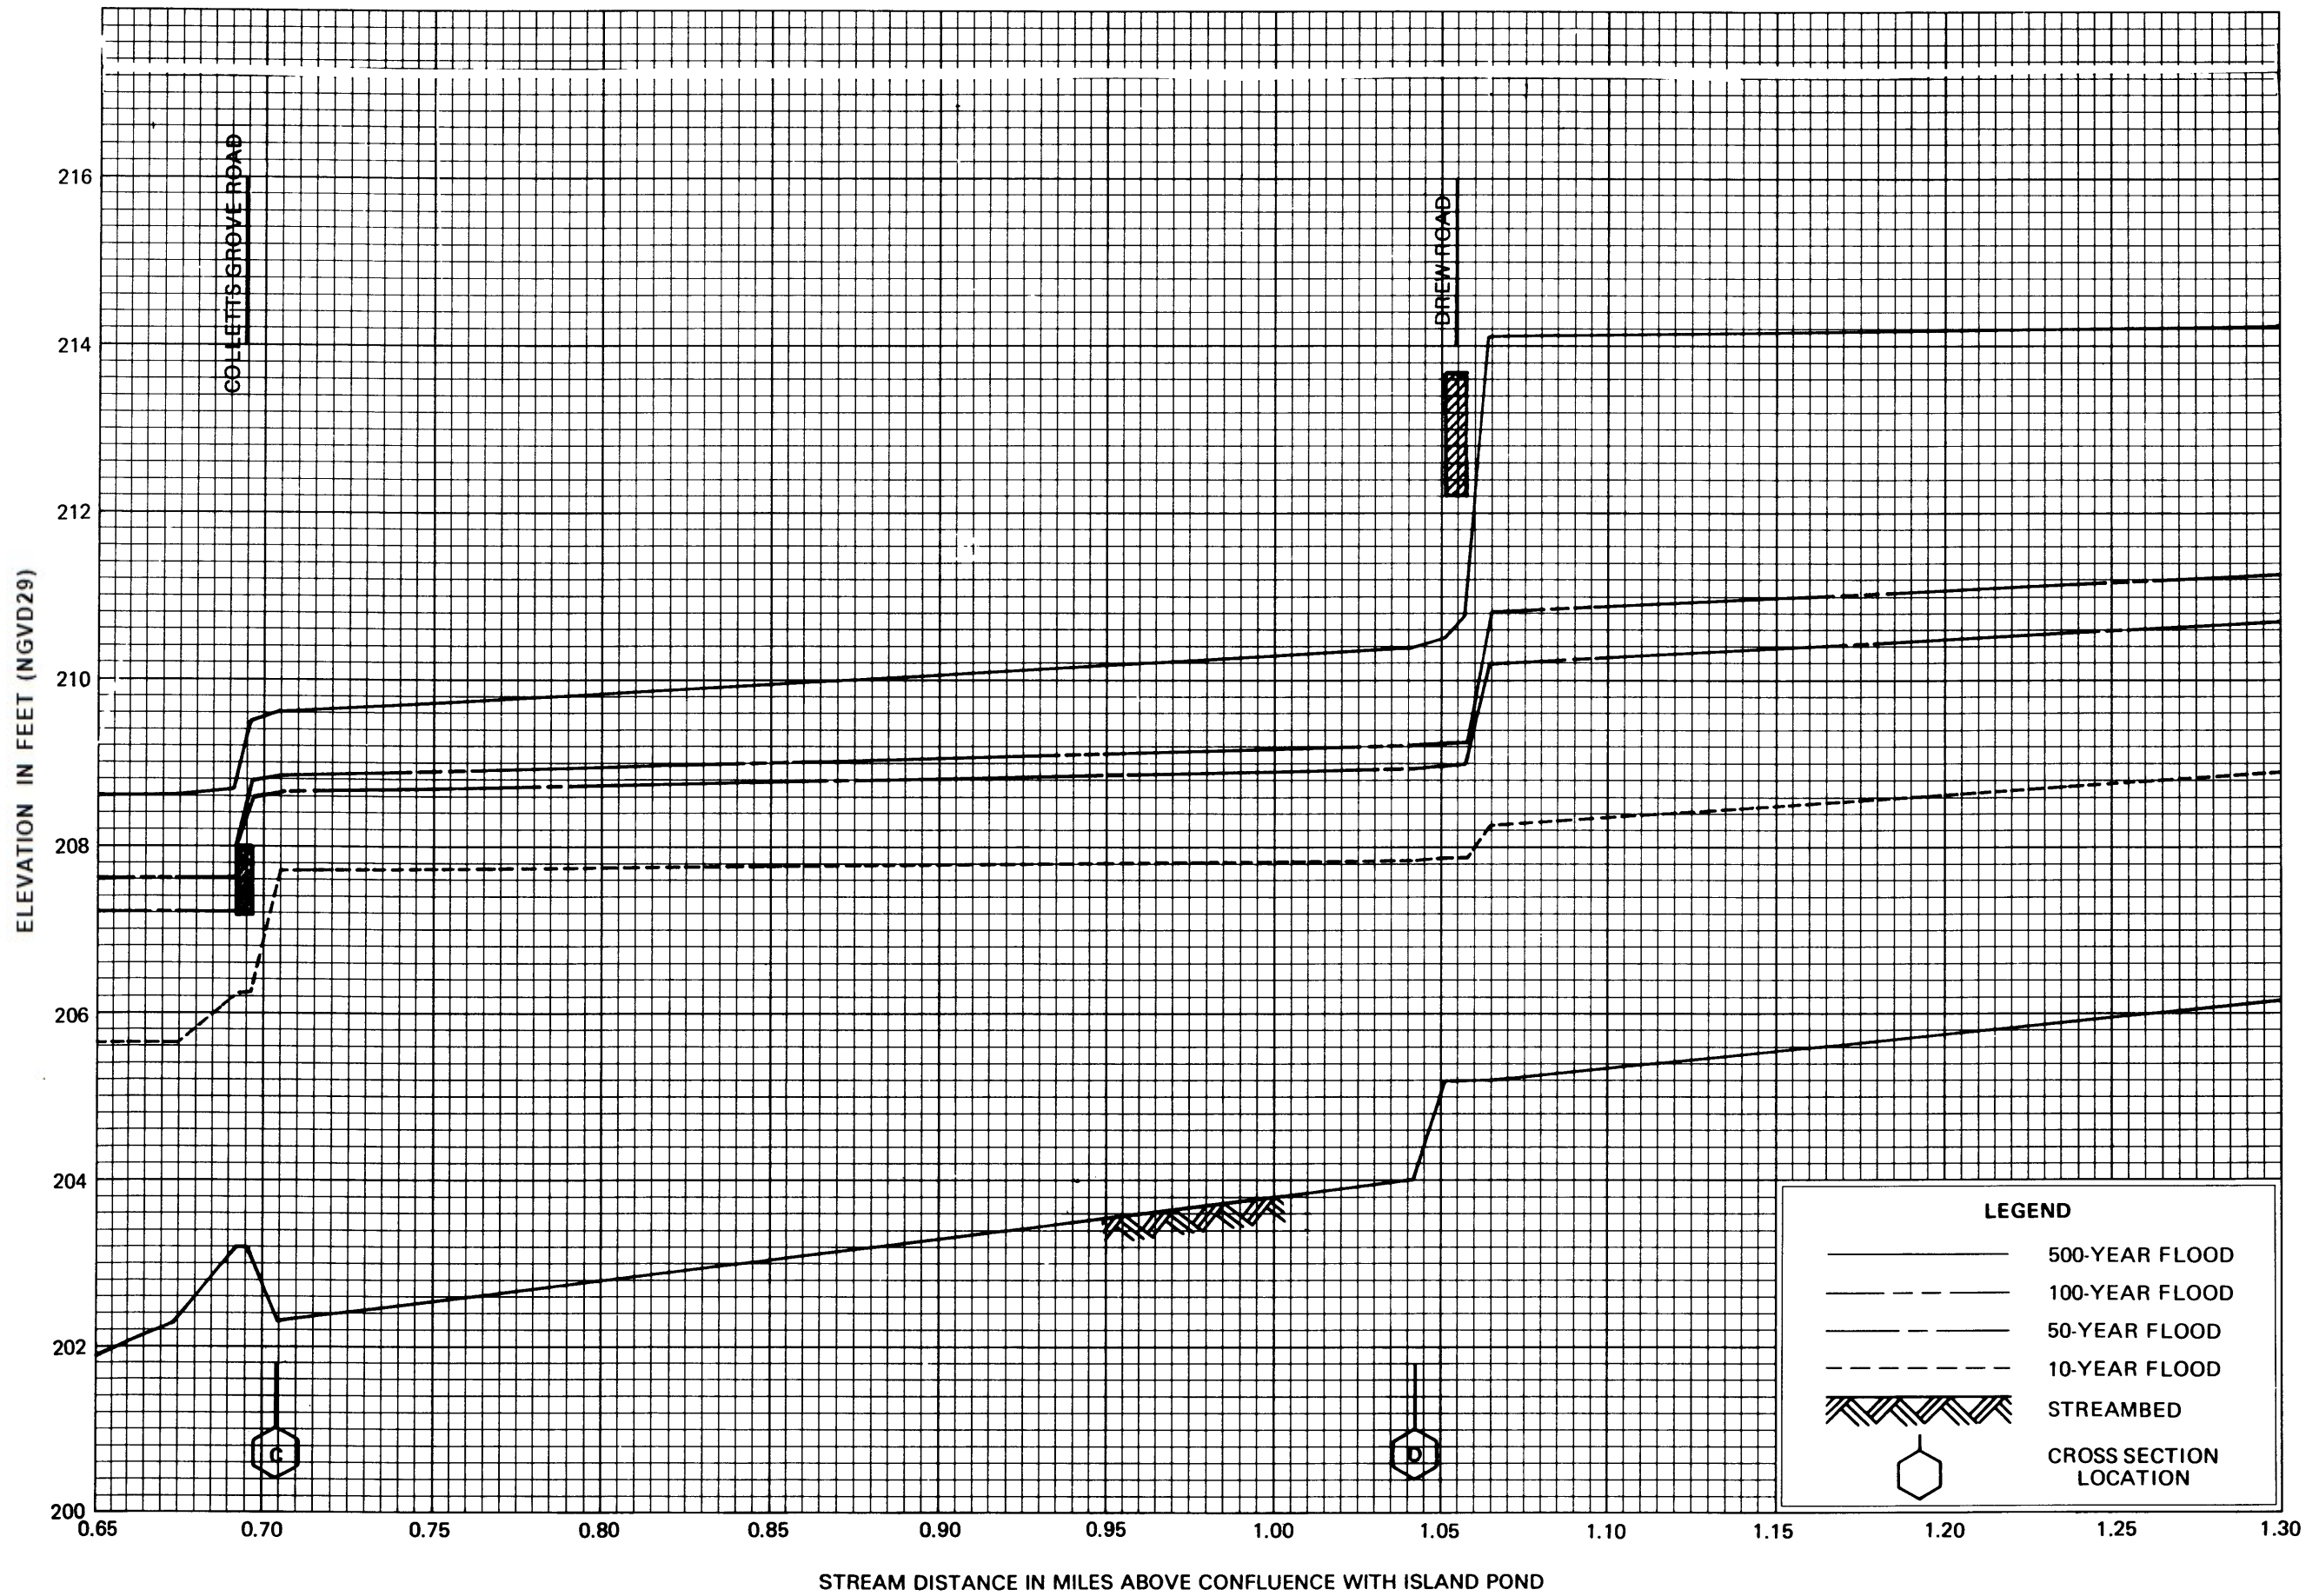 COLLETTS GROVE ROAD
DREW ROAD
ELEVATION IN FEET (NGVD29)
216
214
212
210
208
206
204
202
200
0.65 0.70 0.75 0.80 0.85 0.90 0.95 1.00 1.05 1.10 1.15 1.20 1.25 1.30
STREAM DISTANCE IN MILES ABOVE CONFLUENCE WITH ISLAND POND
C
D
LEGEND
500-YEAR FLOOD
100-YEAR FLOOD
50-YEAR FLOOD
10-YEAR FLOOD
STREAMBED
CROSS SECTION
LOCATION